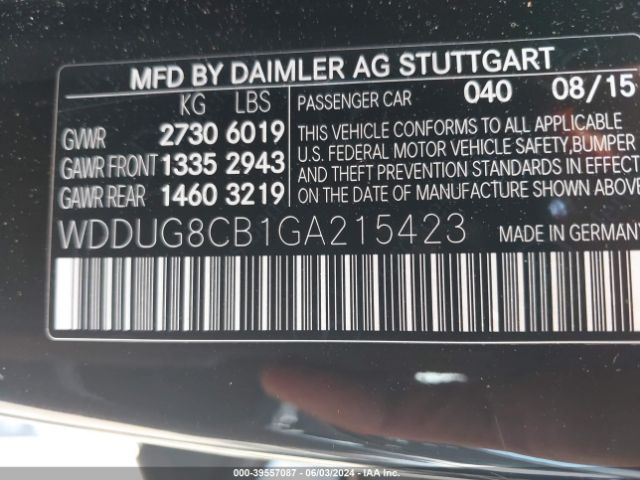 MFD BY DAIMLER AG STUTTGART
KG LBS
GVWR 2730 6019
GAWR FRONT 1335 2943
GAWR REAR 1460 3219
PASSENGER CAR 040 08/15
THIS VEHICLE CONFORMS TO ALL APPLICABLE
U.S. FEDERAL MOTOR VEHICLE SAFETY,BUMPER
AND THEFT PREVENTION STANDARDS IN EFFECT
ON THE DATE OF MANUFACTURE SHOWN ABOVE
WDDUG8CB1GA215423 MADE IN GERMANY
000-39557087 - 06/03/2024 - IAA Inc.